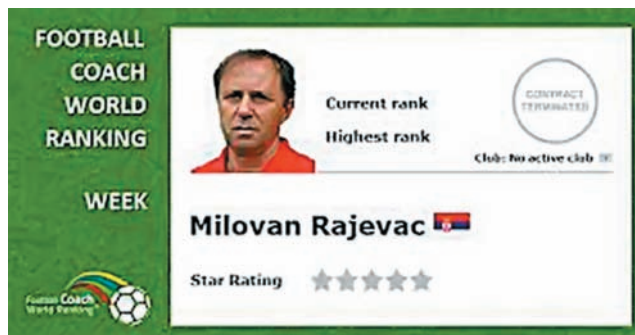 FOOTBALL
COACH
WORLD
RANKING
WEEK
Current rank
Highest rank
CONTRACT
TERMINATED
Club: No active club
Milovan Rajevac
Star Rating
Football Coach
World Ranking